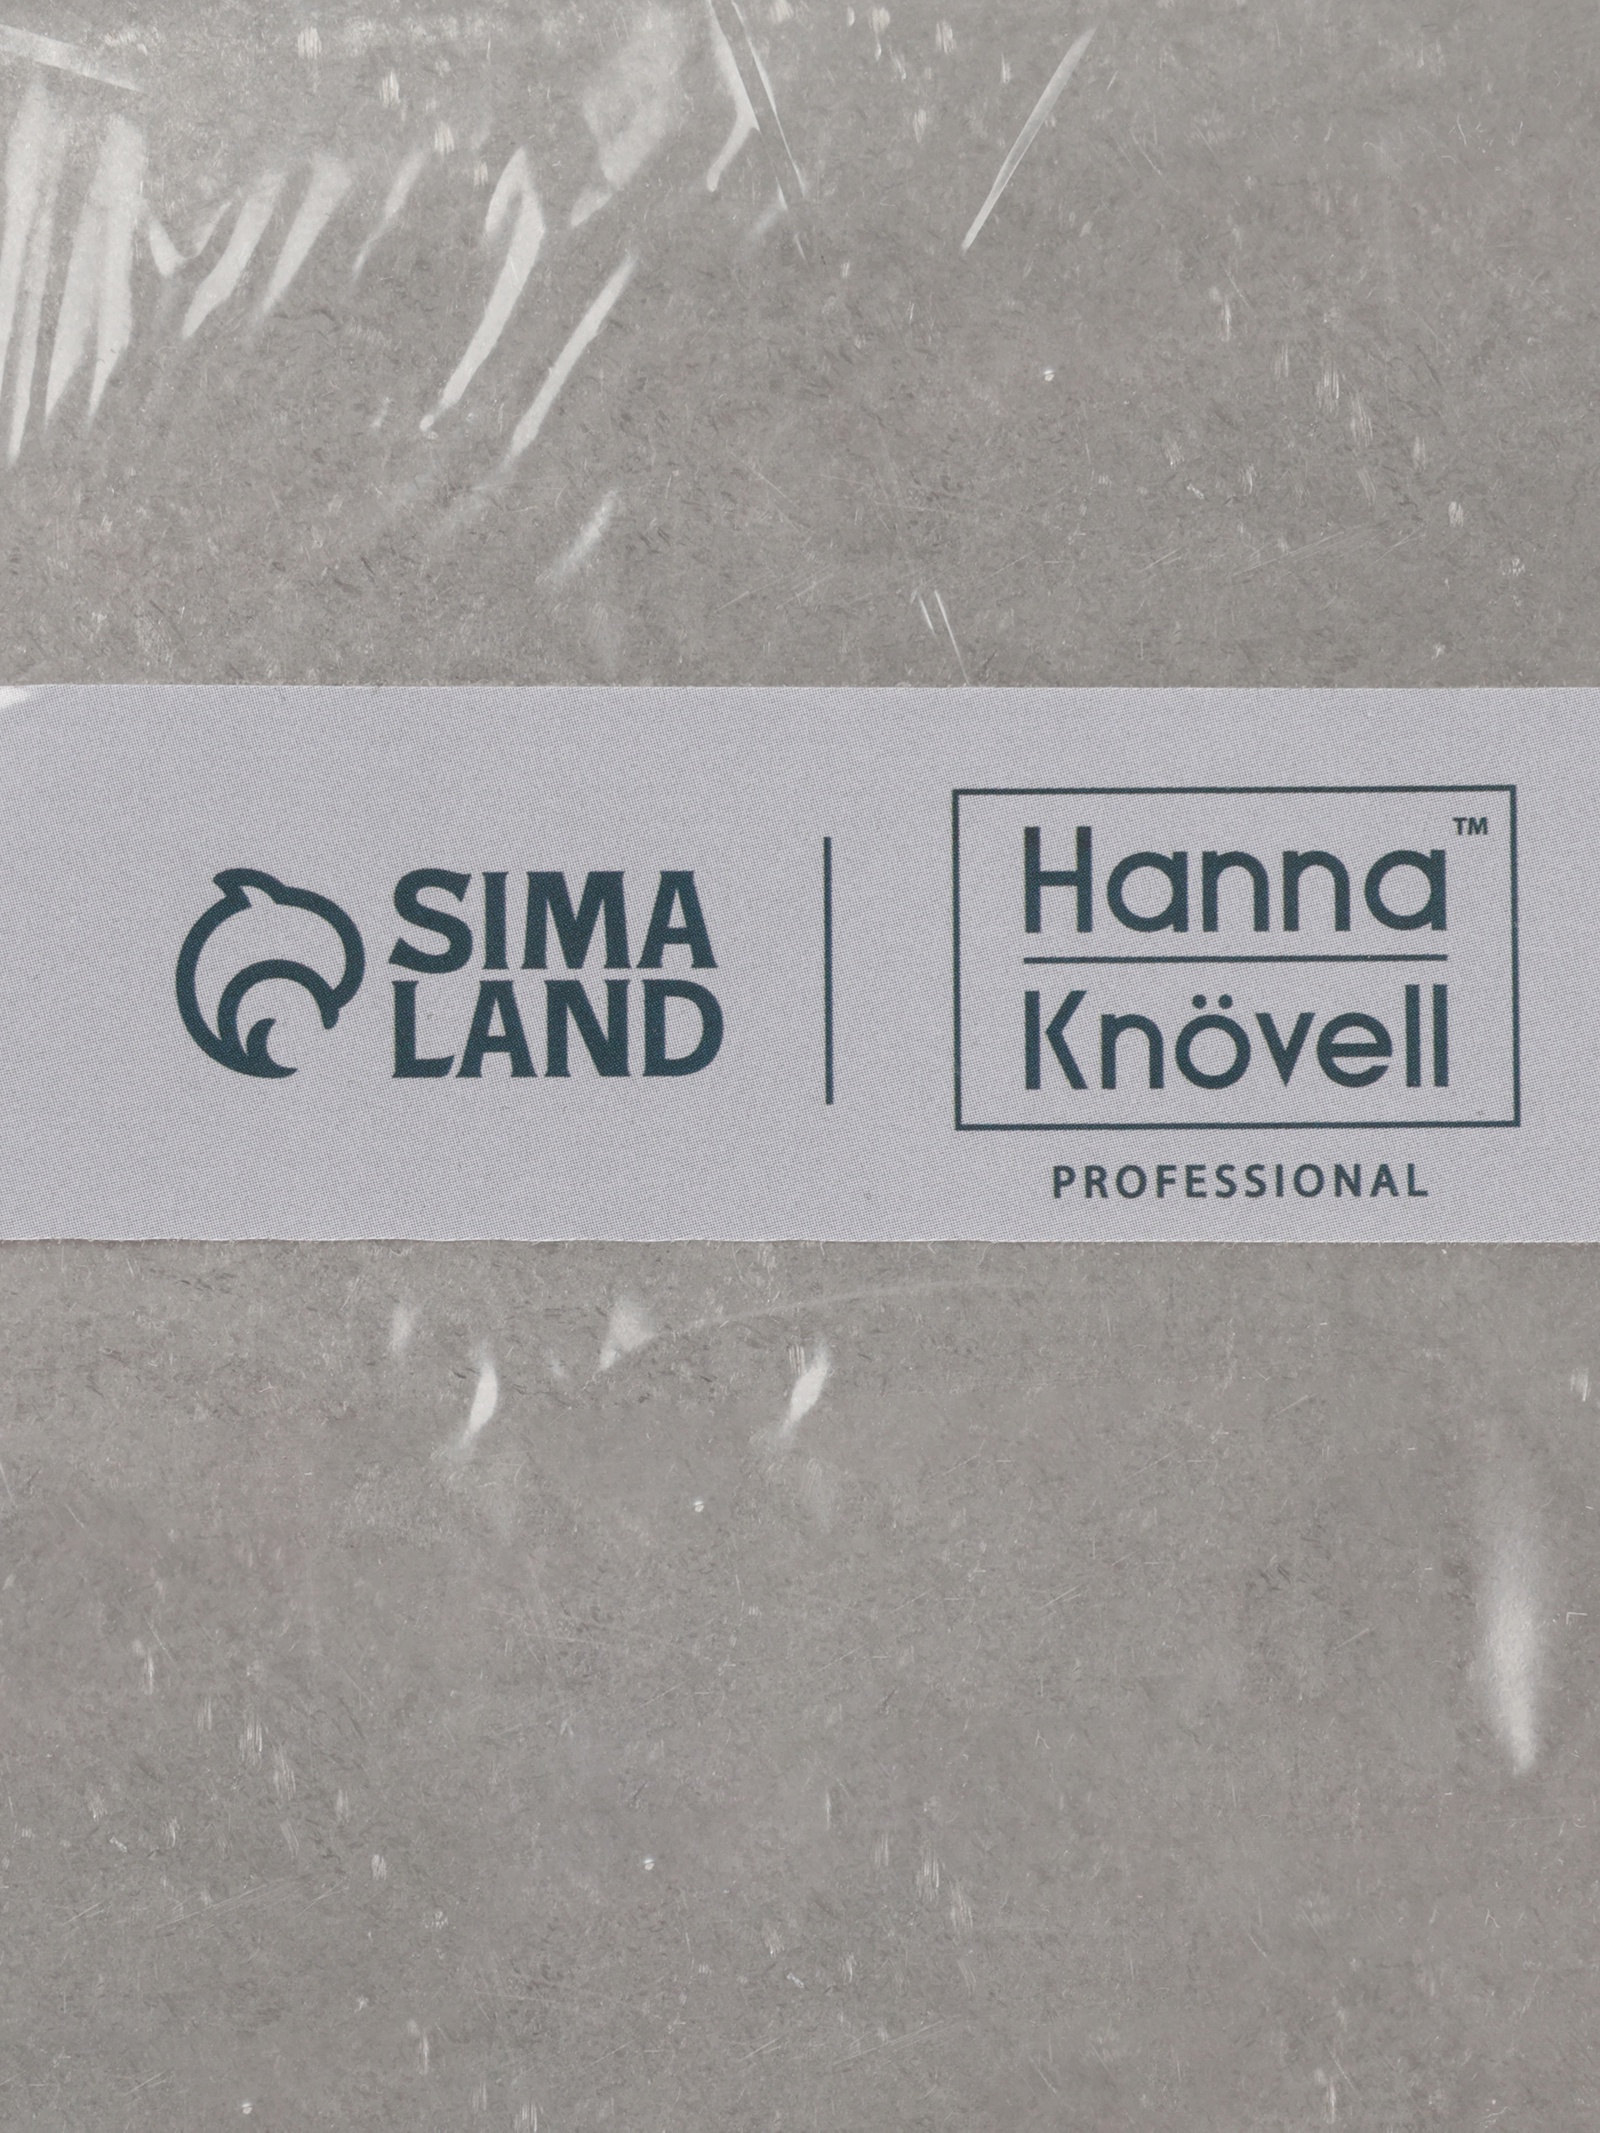 SIMA
LAND
Hanna™
Knövell
PROFESSIONAL